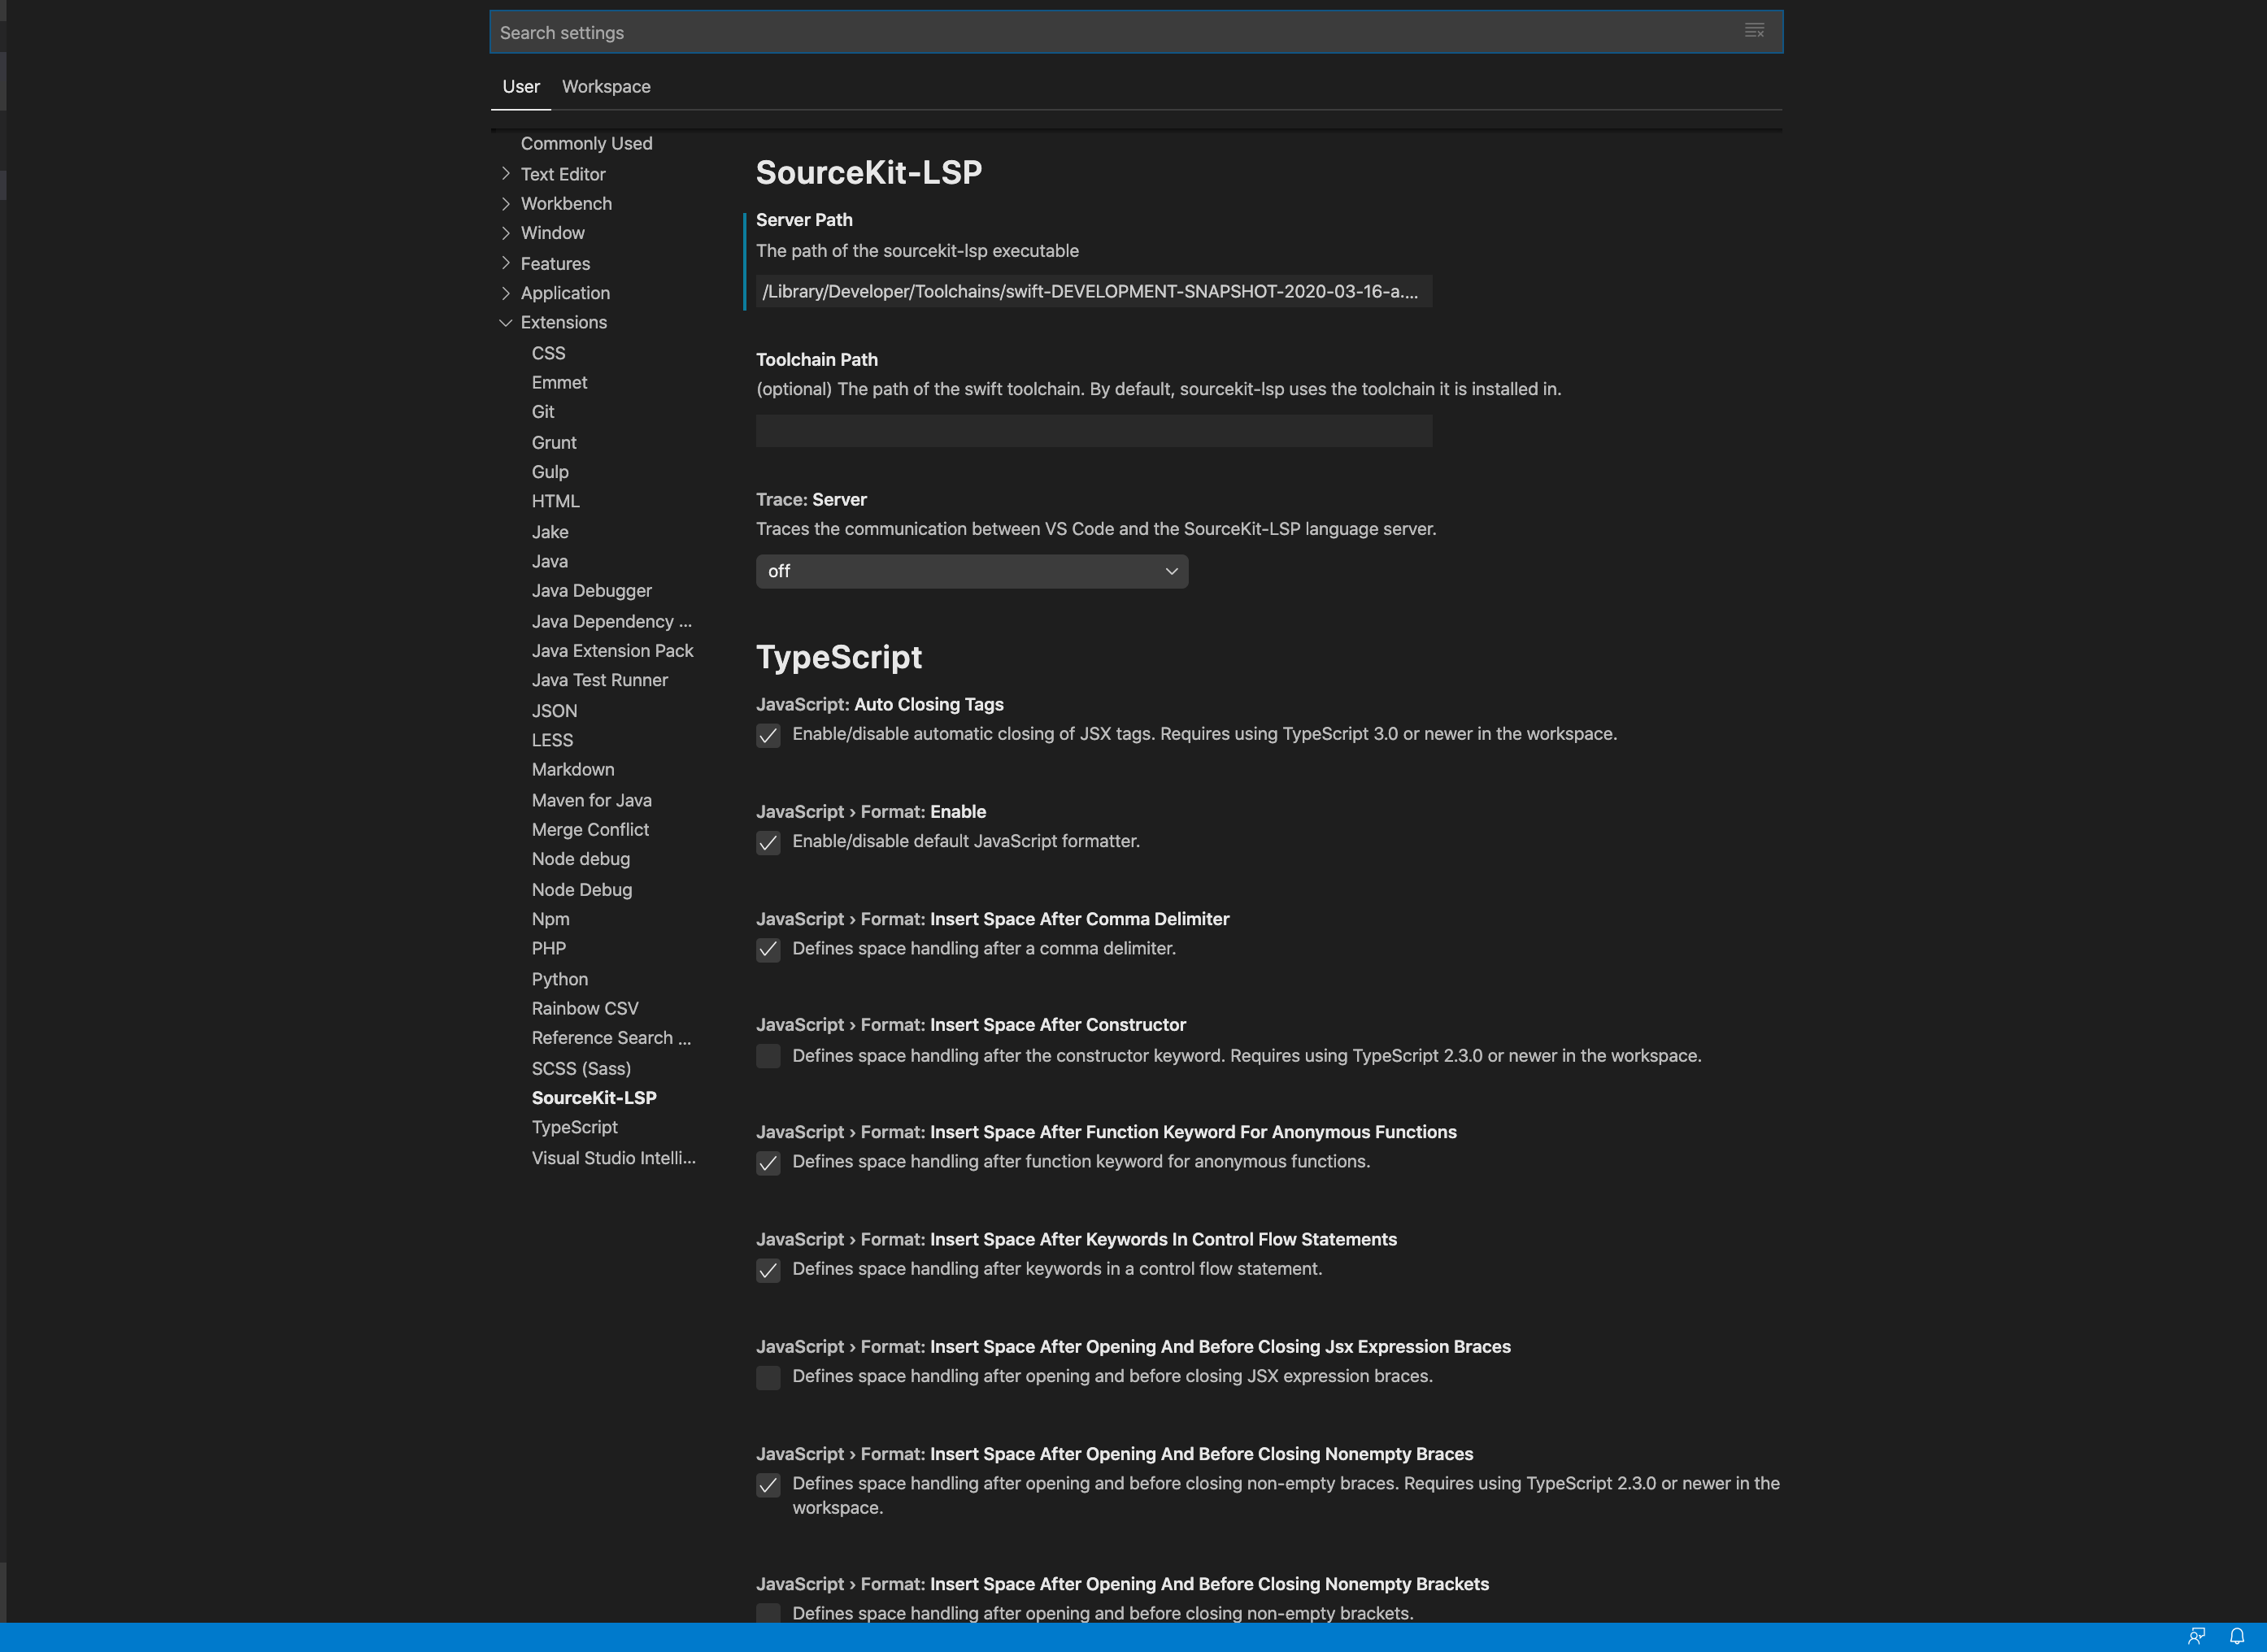 Search settings
User
Workspace
Commonly Used
Text Editor
Workbench
Window
Features
Application
Extensions
CSS
Emmet
Git
Grunt
Gulp
HTML
Jake
Java
Java Debugger
Java Dependency ...
Java Extension Pack
Java Test Runner
JSON
LESS
Markdown
Maven for Java
Merge Conflict
Node debug
Node Debug
Npm
PHP
Python
Rainbow CSV
Reference Search ...
SCSS (Sass)
SourceKit-LSP
TypeScript
Visual Studio Intelli...
SourceKit-LSP
Server Path
The path of the sourcekit-lsp executable
/Library/Developer/Toolchains/swift-DEVELOPMENT-SNAPSHOT-2020-03-16-a....
Toolchain Path
(optional) The path of the swift toolchain. By default, sourcekit-lsp uses the toolchain it is installed in.
Trace: Server
Traces the communication between VS Code and the SourceKit-LSP language server.
off
TypeScript
JavaScript: Auto Closing Tags
Enable/disable automatic closing of JSX tags. Requires using TypeScript 3.0 or newer in the workspace.
JavaScript › Format: Enable
Enable/disable default JavaScript formatter.
JavaScript › Format: Insert Space After Comma Delimiter
Defines space handling after a comma delimiter.
JavaScript › Format: Insert Space After Constructor
Defines space handling after the constructor keyword. Requires using TypeScript 2.3.0 or newer in the workspace.
JavaScript › Format: Insert Space After Function Keyword For Anonymous Functions
Defines space handling after function keyword for anonymous functions.
JavaScript › Format: Insert Space After Keywords In Control Flow Statements
Defines space handling after keywords in a control flow statement.
JavaScript › Format: Insert Space After Opening And Before Closing Jsx Expression Braces
Defines space handling after opening and before closing JSX expression braces.
JavaScript › Format: Insert Space After Opening And Before Closing Nonempty Braces
Defines space handling after opening and before closing non-empty braces. Requires using TypeScript 2.3.0 or newer in the
workspace.
JavaScript › Format: Insert Space After Opening And Before Closing Nonempty Brackets
Defines space handling after opening and before closing non-empty brackets.